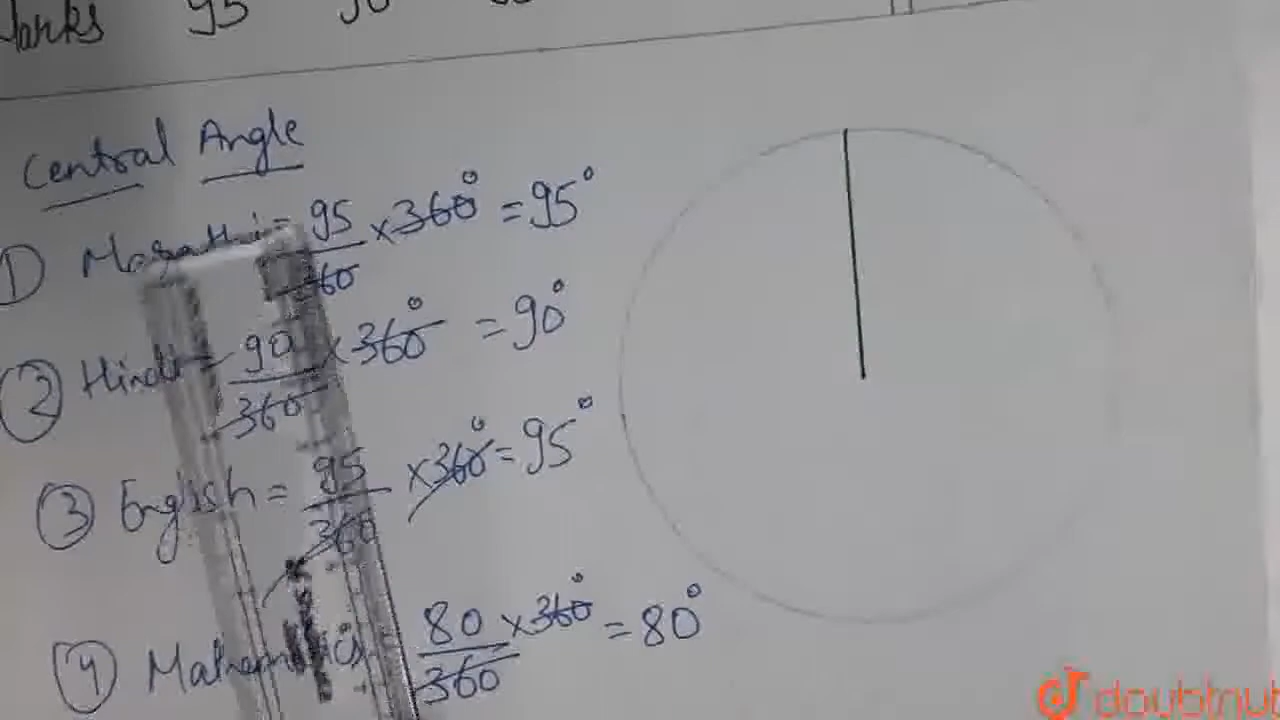 Marks 95 90
Central Angle
① Marathi = 95/360 × 360° = 95°
② Hindi = 90/360 × 360° = 90°
③ English = 95/360 × 360° = 95°
④ Mathematics 80/360 × 360° = 80°
doubtnut